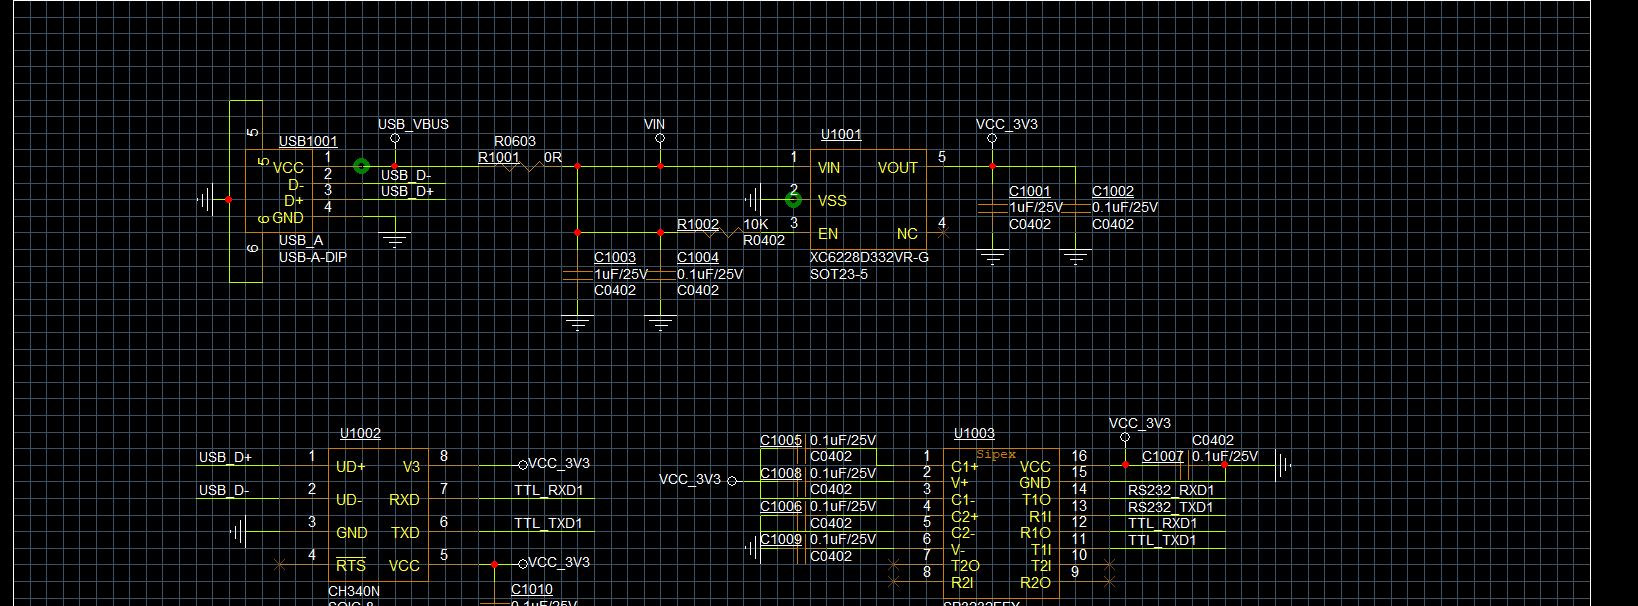 USB_VBUS
VIN
VCC_3V3
5
USB1001
R0603
U1001
1
R1001
0R
1
5
5
VCC
VIN
VOUT
2
USB_D-
D-
3
USB_D+
2
C1001
C1002
D+
VSS
4
1uF/25V
0.1uF/25V
6
GND
R1002
10K
3
4
C0402
C0402
6
USB_A
R0402
EN
NC
USB-A-DIP
C1003
C1004
XC6228D332VR-G
1uF/25V
0.1uF/25V
SOT23-5
C0402
C0402
U1002
USB_D+
1
UD+
V3
8
VCC_3V3
USB_D-
2
UD-
RXD
7
TTL_RXD1
3
GND
TXD
6
TTL_TXD1
4
RTS
VCC
5
VCC_3V3
CH340N
C1010
0.1uF/25V
SOIC-8
VCC_3V3
U1003
C1005
0.1uF/25V
C0402
C1008
0.1uF/25V
VCC_3V3
C0402
C1006
0.1uF/25V
C0402
C1009
0.1uF/25V
C0402
Sipex
1
C1+
VCC
16
C1007
C0402
0.1uF/25V
2
V+
GND
15
3
C1-
T1O
14
RS232_RXD1
4
C2+
R1I
13
RS232_TXD1
5
C2-
R1O
12
TTL_RXD1
6
V-
T1I
11
TTL_TXD1
7
T2O
T2I
10
8
R2I
R2O
9